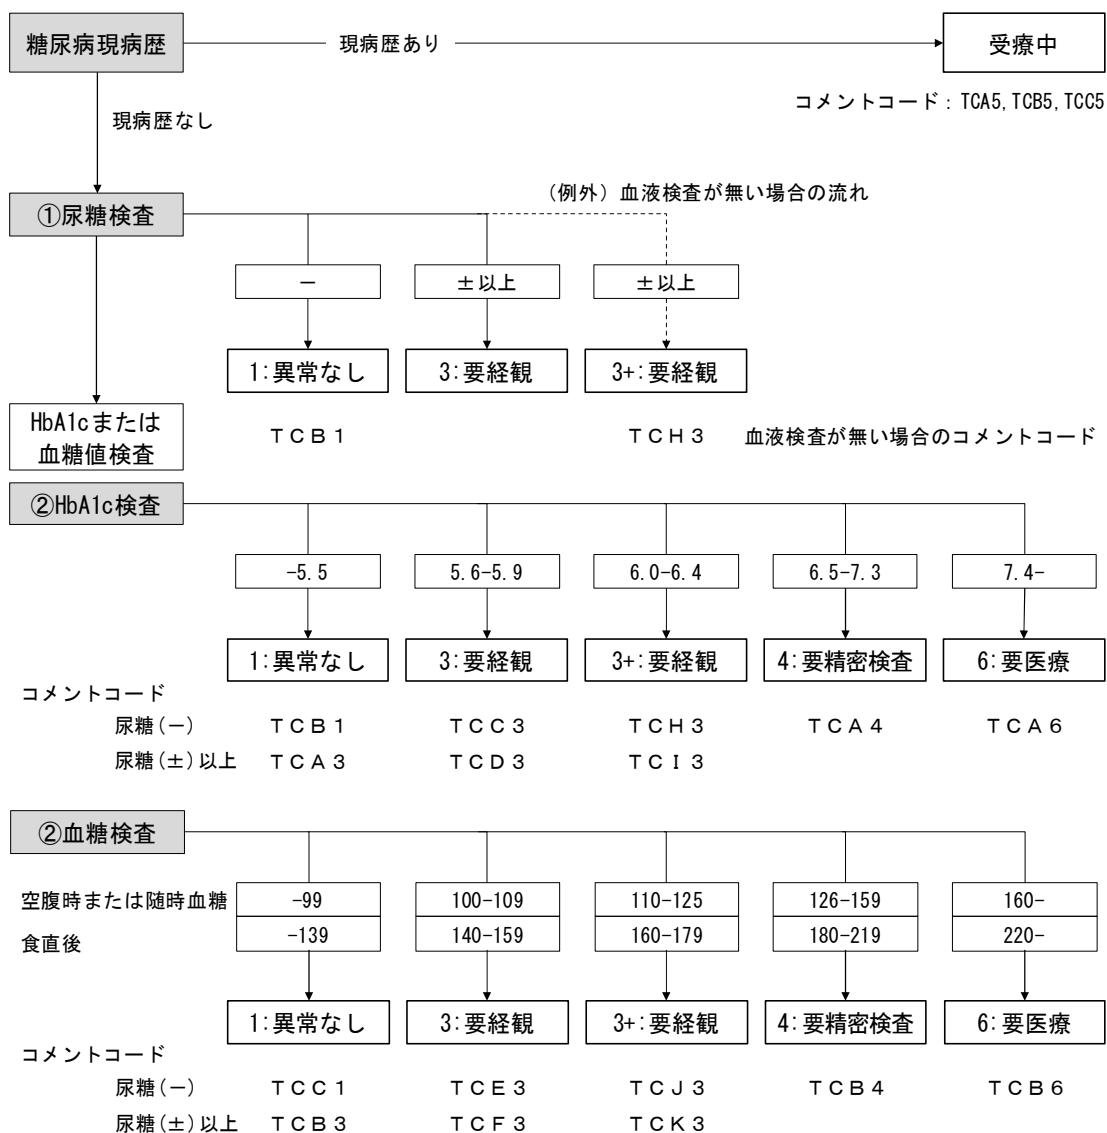 糖尿病現病歴 現病歴あり 受療中
コメントコード：TCA5,TCB5,TCC5
現病歴なし
（例外）血液検査が無い場合の流れ
①尿糖検査
－ ±以上 ±以上
1:異常なし 3:要経観 3+:要経観
HbA1cまたは
血糖値検査
ＴＣＢ１ ＴＣＨ３ 血液検査が無い場合のコメントコード
②HbA1c検査
-5.5 5.6-5.9 6.0-6.4 6.5-7.3 7.4-
1:異常なし 3:要経観 3+:要経観 4:要精密検査 6:要医療
コメントコード
尿糖(－) ＴＣＢ１ ＴＣＣ３ ＴＣＨ３ ＴＣＡ４ ＴＣＡ６
尿糖(±)以上 ＴＣＡ３ ＴＣＤ３ ＴＣＩ３
②血糖検査
空腹時または随時血糖 -99 100-109 110-125 126-159 160-
食直後 -139 140-159 160-179 180-219 220-
1:異常なし 3:要経観 3+:要経観 4:要精密検査 6:要医療
コメントコード
尿糖(－) ＴＣＣ１ ＴＣＥ３ ＴＣＪ３ ＴＣＢ４ ＴＣＢ６
尿糖(±)以上 ＴＣＢ３ ＴＣＦ３ ＴＣＫ３